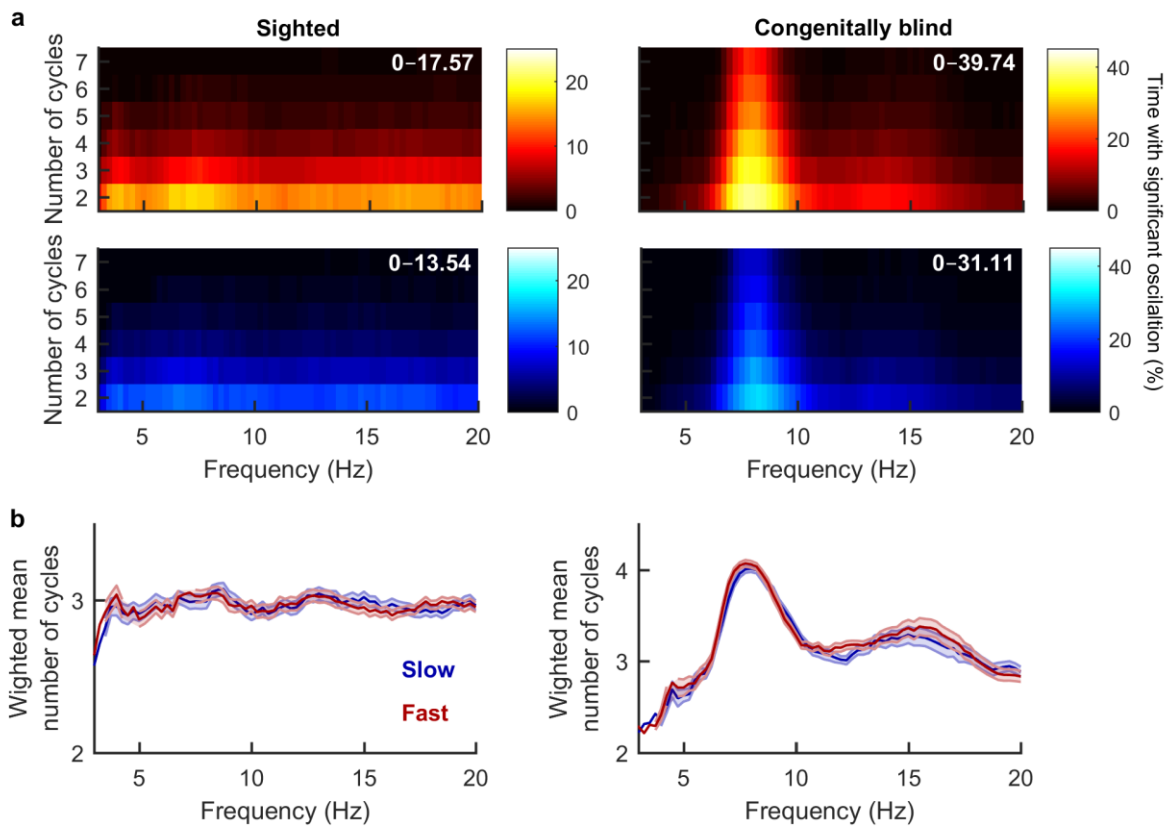 a
Sighted
Congenitally blind
Number of cycles
7
6
5
4
3
2
0–17.57
20
10
0
0–39.74
40
20
0
Time with significant oscilaltion (%)
Number of cycles
7
6
5
4
3
2
0–13.54
5
10
15
20
Frequency (Hz)
20
10
0
0–31.11
5
10
15
20
Frequency (Hz)
40
20
0
b
Wighted mean
number of cycles
3
2
Slow
Fast
5
10
15
20
Frequency (Hz)
Wighted mean
number of cycles
4
3
2
5
10
15
20
Frequency (Hz)